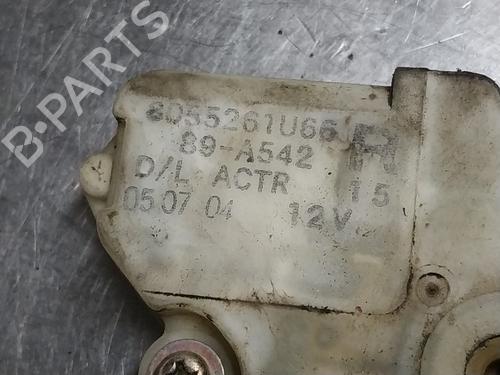 B-PARTS
8055261U66
R
89-A542
D/L ACTR
15
05.07 04
12V